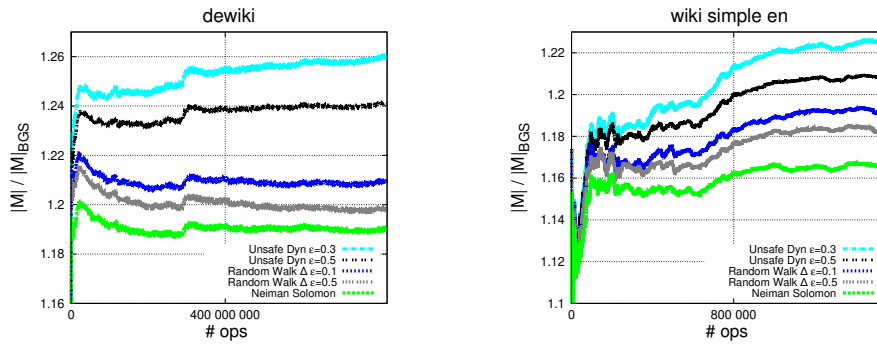 dewiki
|M| / |M|BGS
1.26
1.24
1.22
1.2
1.18
1.16
Unsafe Dyn ε=0.3
Unsafe Dyn ε=0.5
Random Walk Δ ε=0.1
Random Walk Δ ε=0.5
Neiman Solomon
0
400 000 000
# ops
wiki simple en
|M| / |M|BGS
1.22
1.2
1.18
1.16
1.14
1.12
1.1
Unsafe Dyn ε=0.3
Unsafe Dyn ε=0.5
Random Walk Δ ε=0.1
Random Walk Δ ε=0.5
Neiman Solomon
0
800 000
# ops